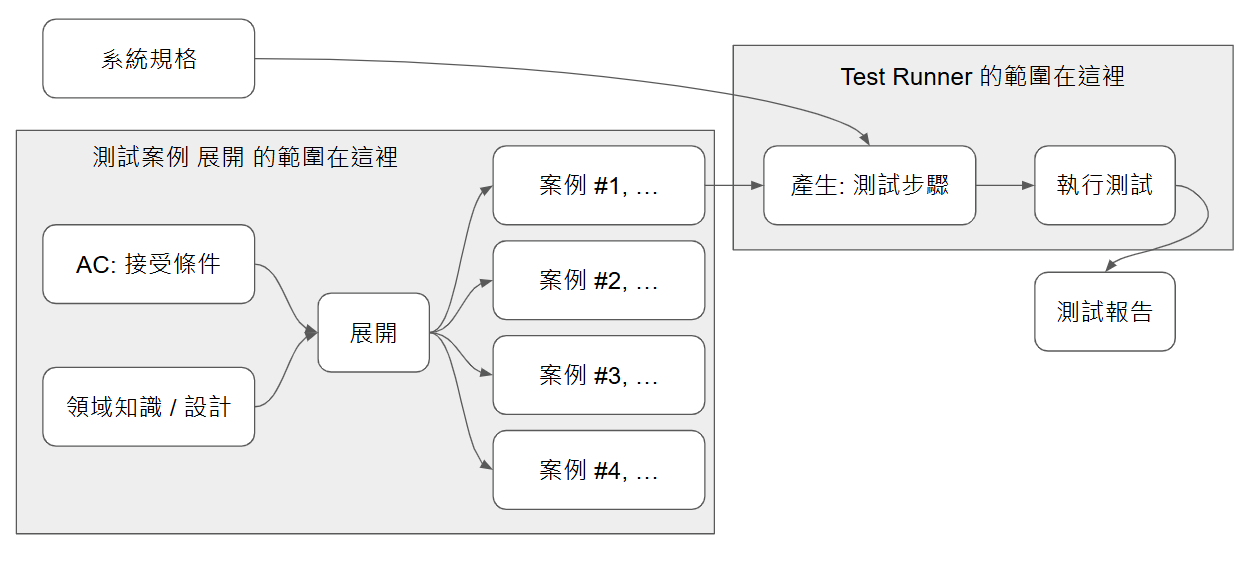 系統規格
Test Runner 的範圍在這裡
測試案例 展開 的範圍在這裡
AC: 接受條件
領域知識 / 設計
展開
案例 #1, …
案例 #2, …
案例 #3, …
案例 #4, …
產生: 測試步驟
執行測試
測試報告